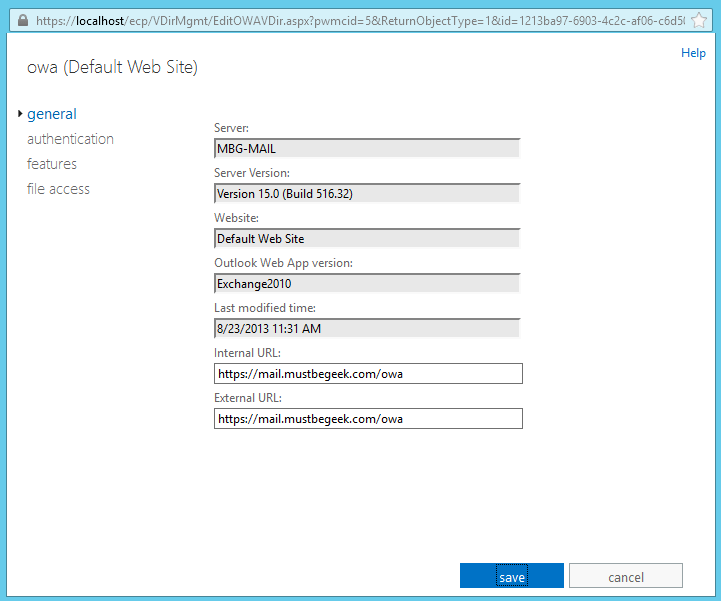 https://localhost/ecp/VDirMgmt/EditOWAVDir.aspx?pwmcid=5&ReturnObjectType=1&id=1213ba97-6903-4c2c-af06-c6d50
Help
owa (Default Web Site)
general
authentication
features
file access
Server:
MBG-MAIL
Server Version:
Version 15.0 (Build 516.32)
Website:
Default Web Site
Outlook Web App version:
Exchange2010
Last modified time:
8/23/2013 11:31 AM
Internal URL:
https://mail.mustbegeek.com/owa
External URL:
https://mail.mustbegeek.com/owa
save
cancel